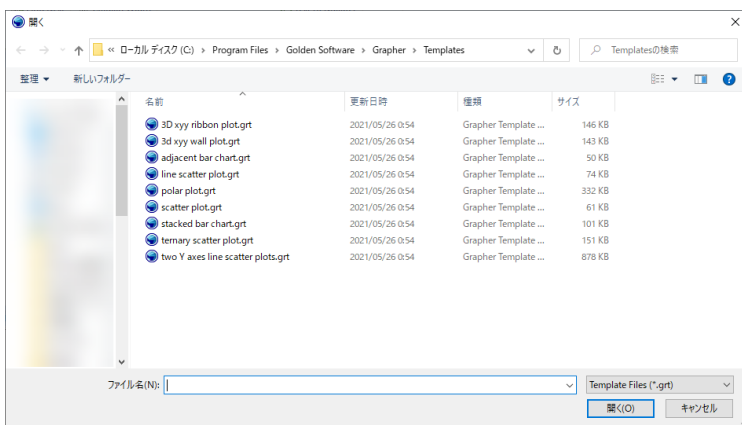 開く
« ローカル ディスク (C:) › Program Files › Golden Software › Grapher › Templates
Templatesの検索
整理 新しいフォルダー
名前 更新日時 種類 サイズ
3D xyy ribbon plot.grt 2021/05/26 0:54 Grapher Template ... 146 KB
3d xyy wall plot.grt 2021/05/26 0:54 Grapher Template ... 143 KB
adjacent bar chart.grt 2021/05/26 0:54 Grapher Template ... 50 KB
line scatter plot.grt 2021/05/26 0:54 Grapher Template ... 74 KB
polar plot.grt 2021/05/26 0:54 Grapher Template ... 332 KB
scatter plot.grt 2021/05/26 0:54 Grapher Template ... 61 KB
stacked bar chart.grt 2021/05/26 0:54 Grapher Template ... 101 KB
ternary scatter plot.grt 2021/05/26 0:54 Grapher Template ... 151 KB
two Y axes line scatter plots.grt 2021/05/26 0:54 Grapher Template ... 878 KB
ファイル名(N):
Template Files (*.grt)
開く(O) キャンセル